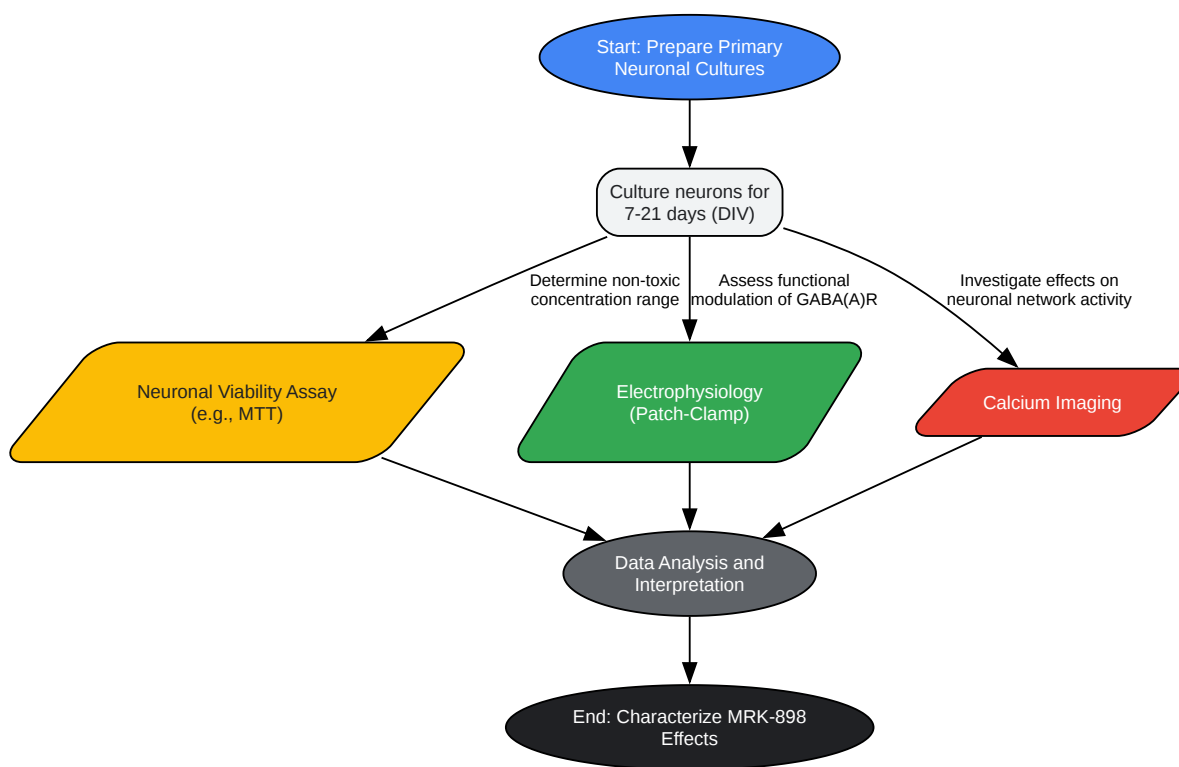 Start: Prepare Primary
Neuronal Cultures
Culture neurons for
7-21 days (DIV)
Determine non-toxic
concentration range
Assess functional
modulation of GABA(A)R
Investigate effects on
neuronal network activity
Neuronal Viability Assay
(e.g., MTT)
Electrophysiology
(Patch-Clamp)
Calcium Imaging
Data Analysis and
Interpretation
End: Characterize MRK-898
Effects